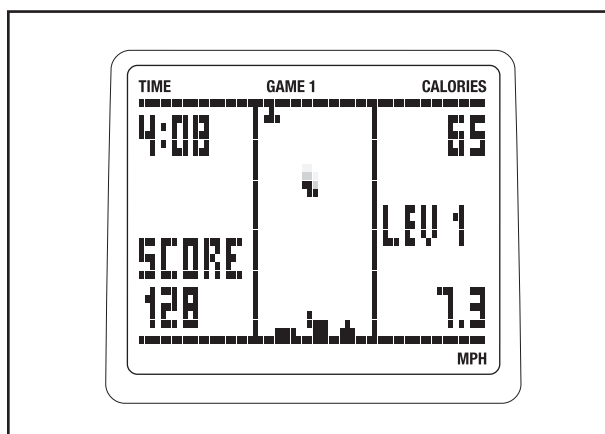 TIME GAME 1 CALORIES
4:08 65
LEV 1
SCORE
128 7.3
MPH